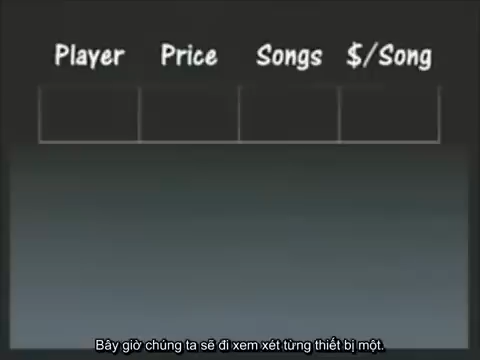 Player Price Songs $/Song
Bây giờ chúng ta sẽ đi xem xét từng thiết bị một.